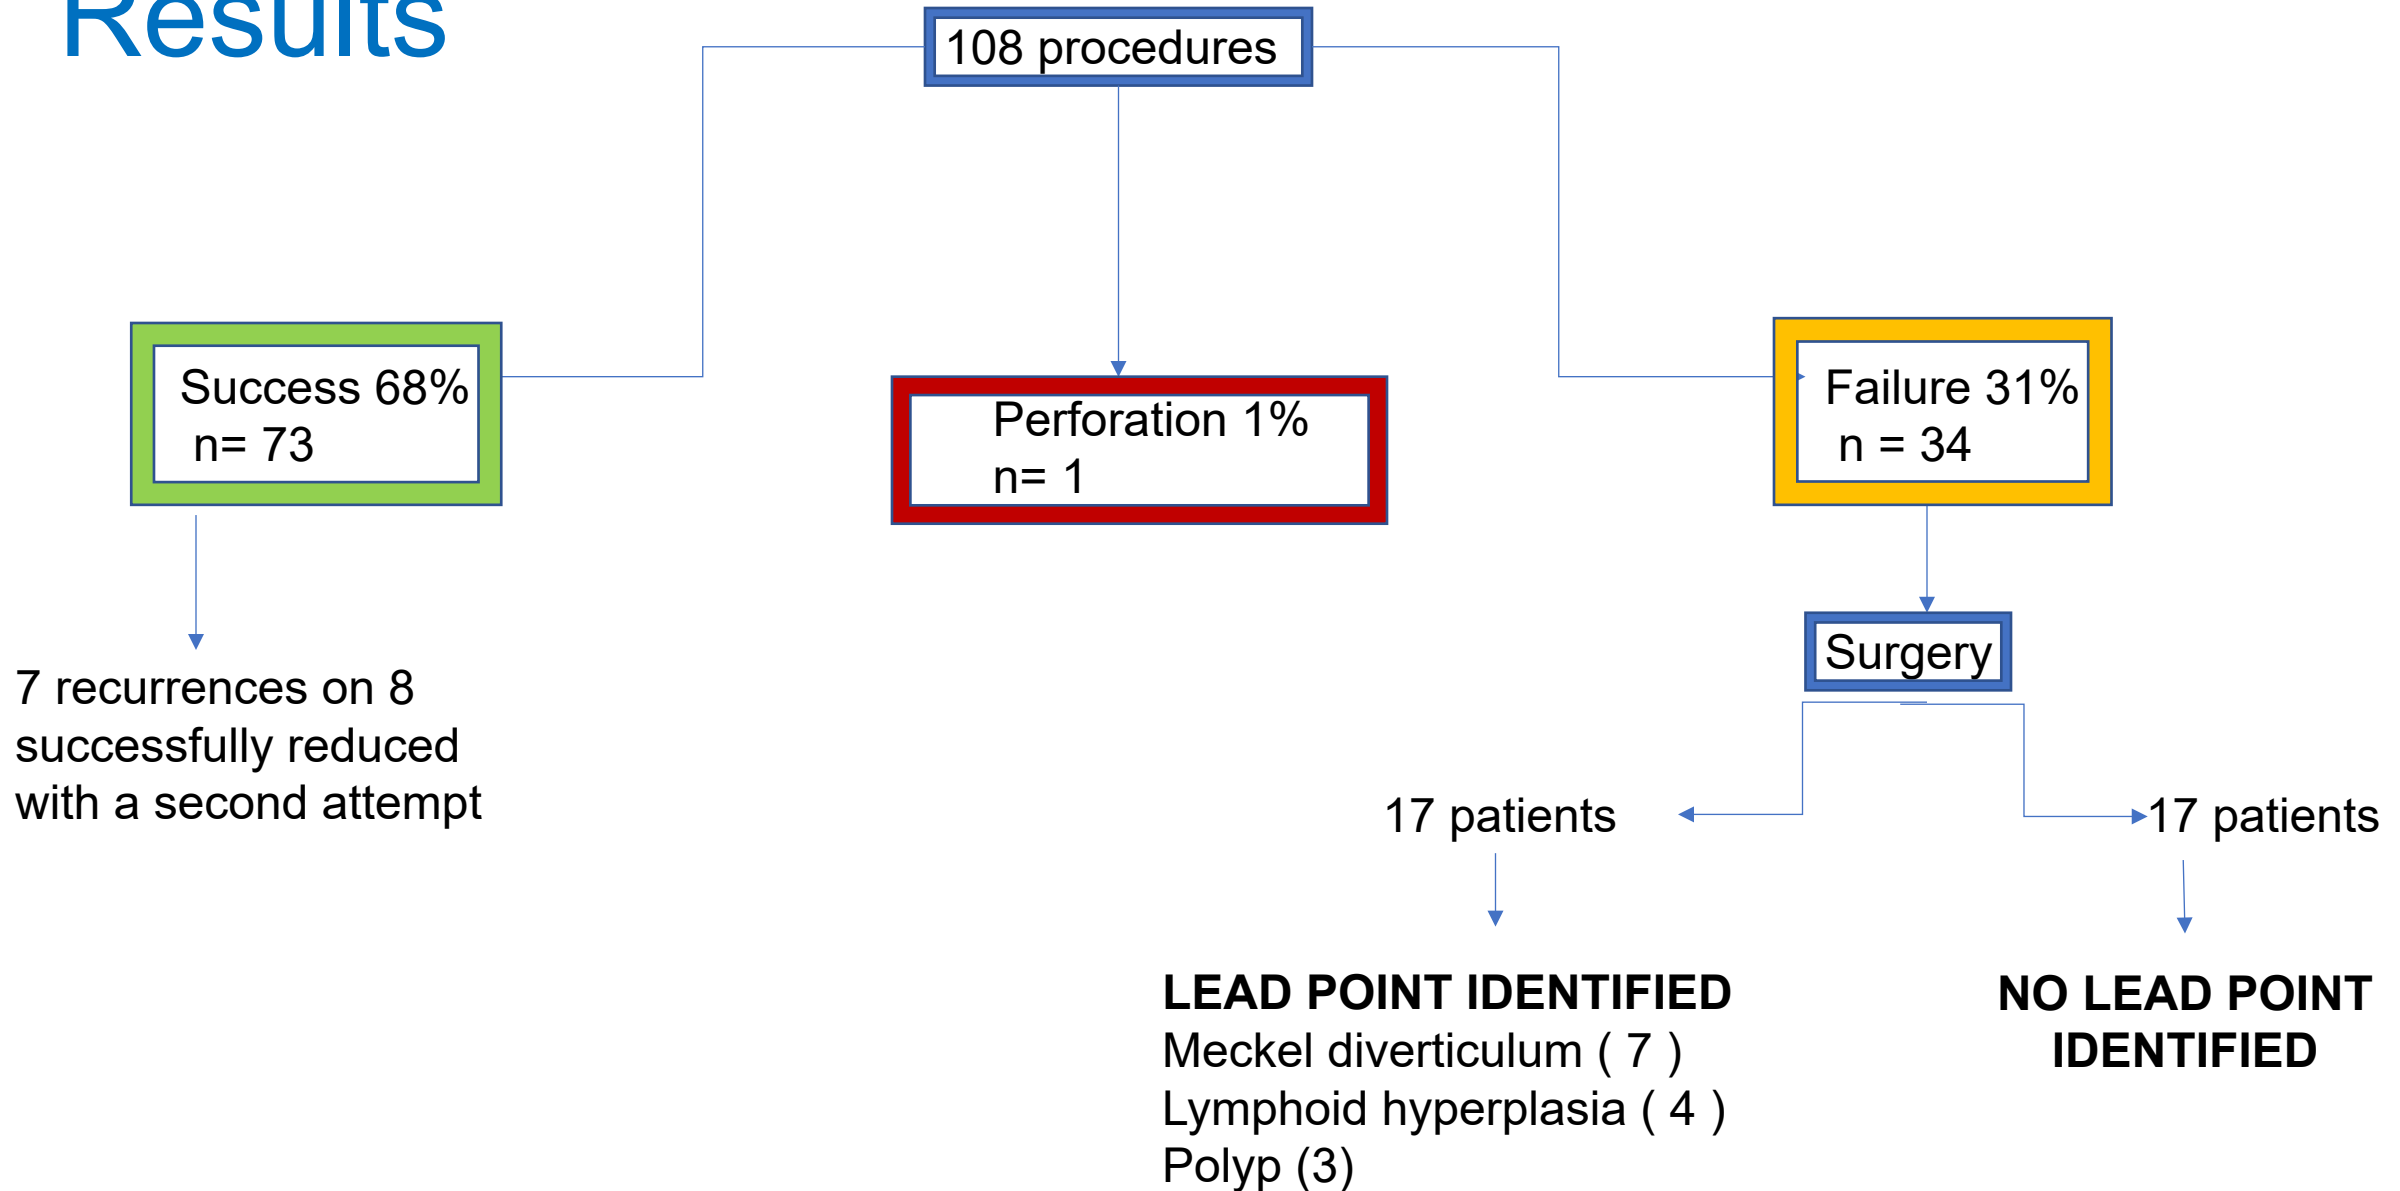 Results
108 procedures
Success 68%
n= 73
Perforation 1%
n= 1
Failure 31%
n = 34
Surgery
7 recurrences on 8
successfully reduced
with a second attempt
17 patients
17 patients
LEAD POINT IDENTIFIED
Meckel diverticulum ( 7 )
Lymphoid hyperplasia ( 4 )
Polyp (3)
NO LEAD POINT
IDENTIFIED